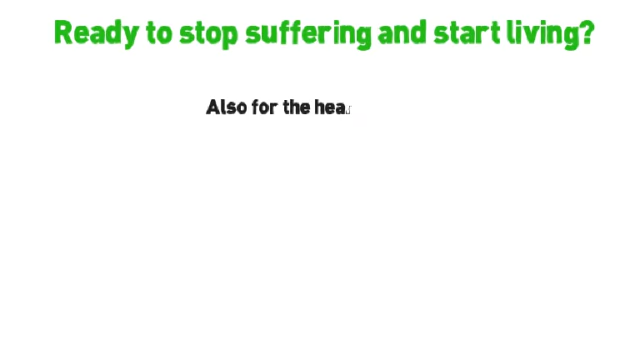 Ready to stop suffering and start living?
Also for the hea